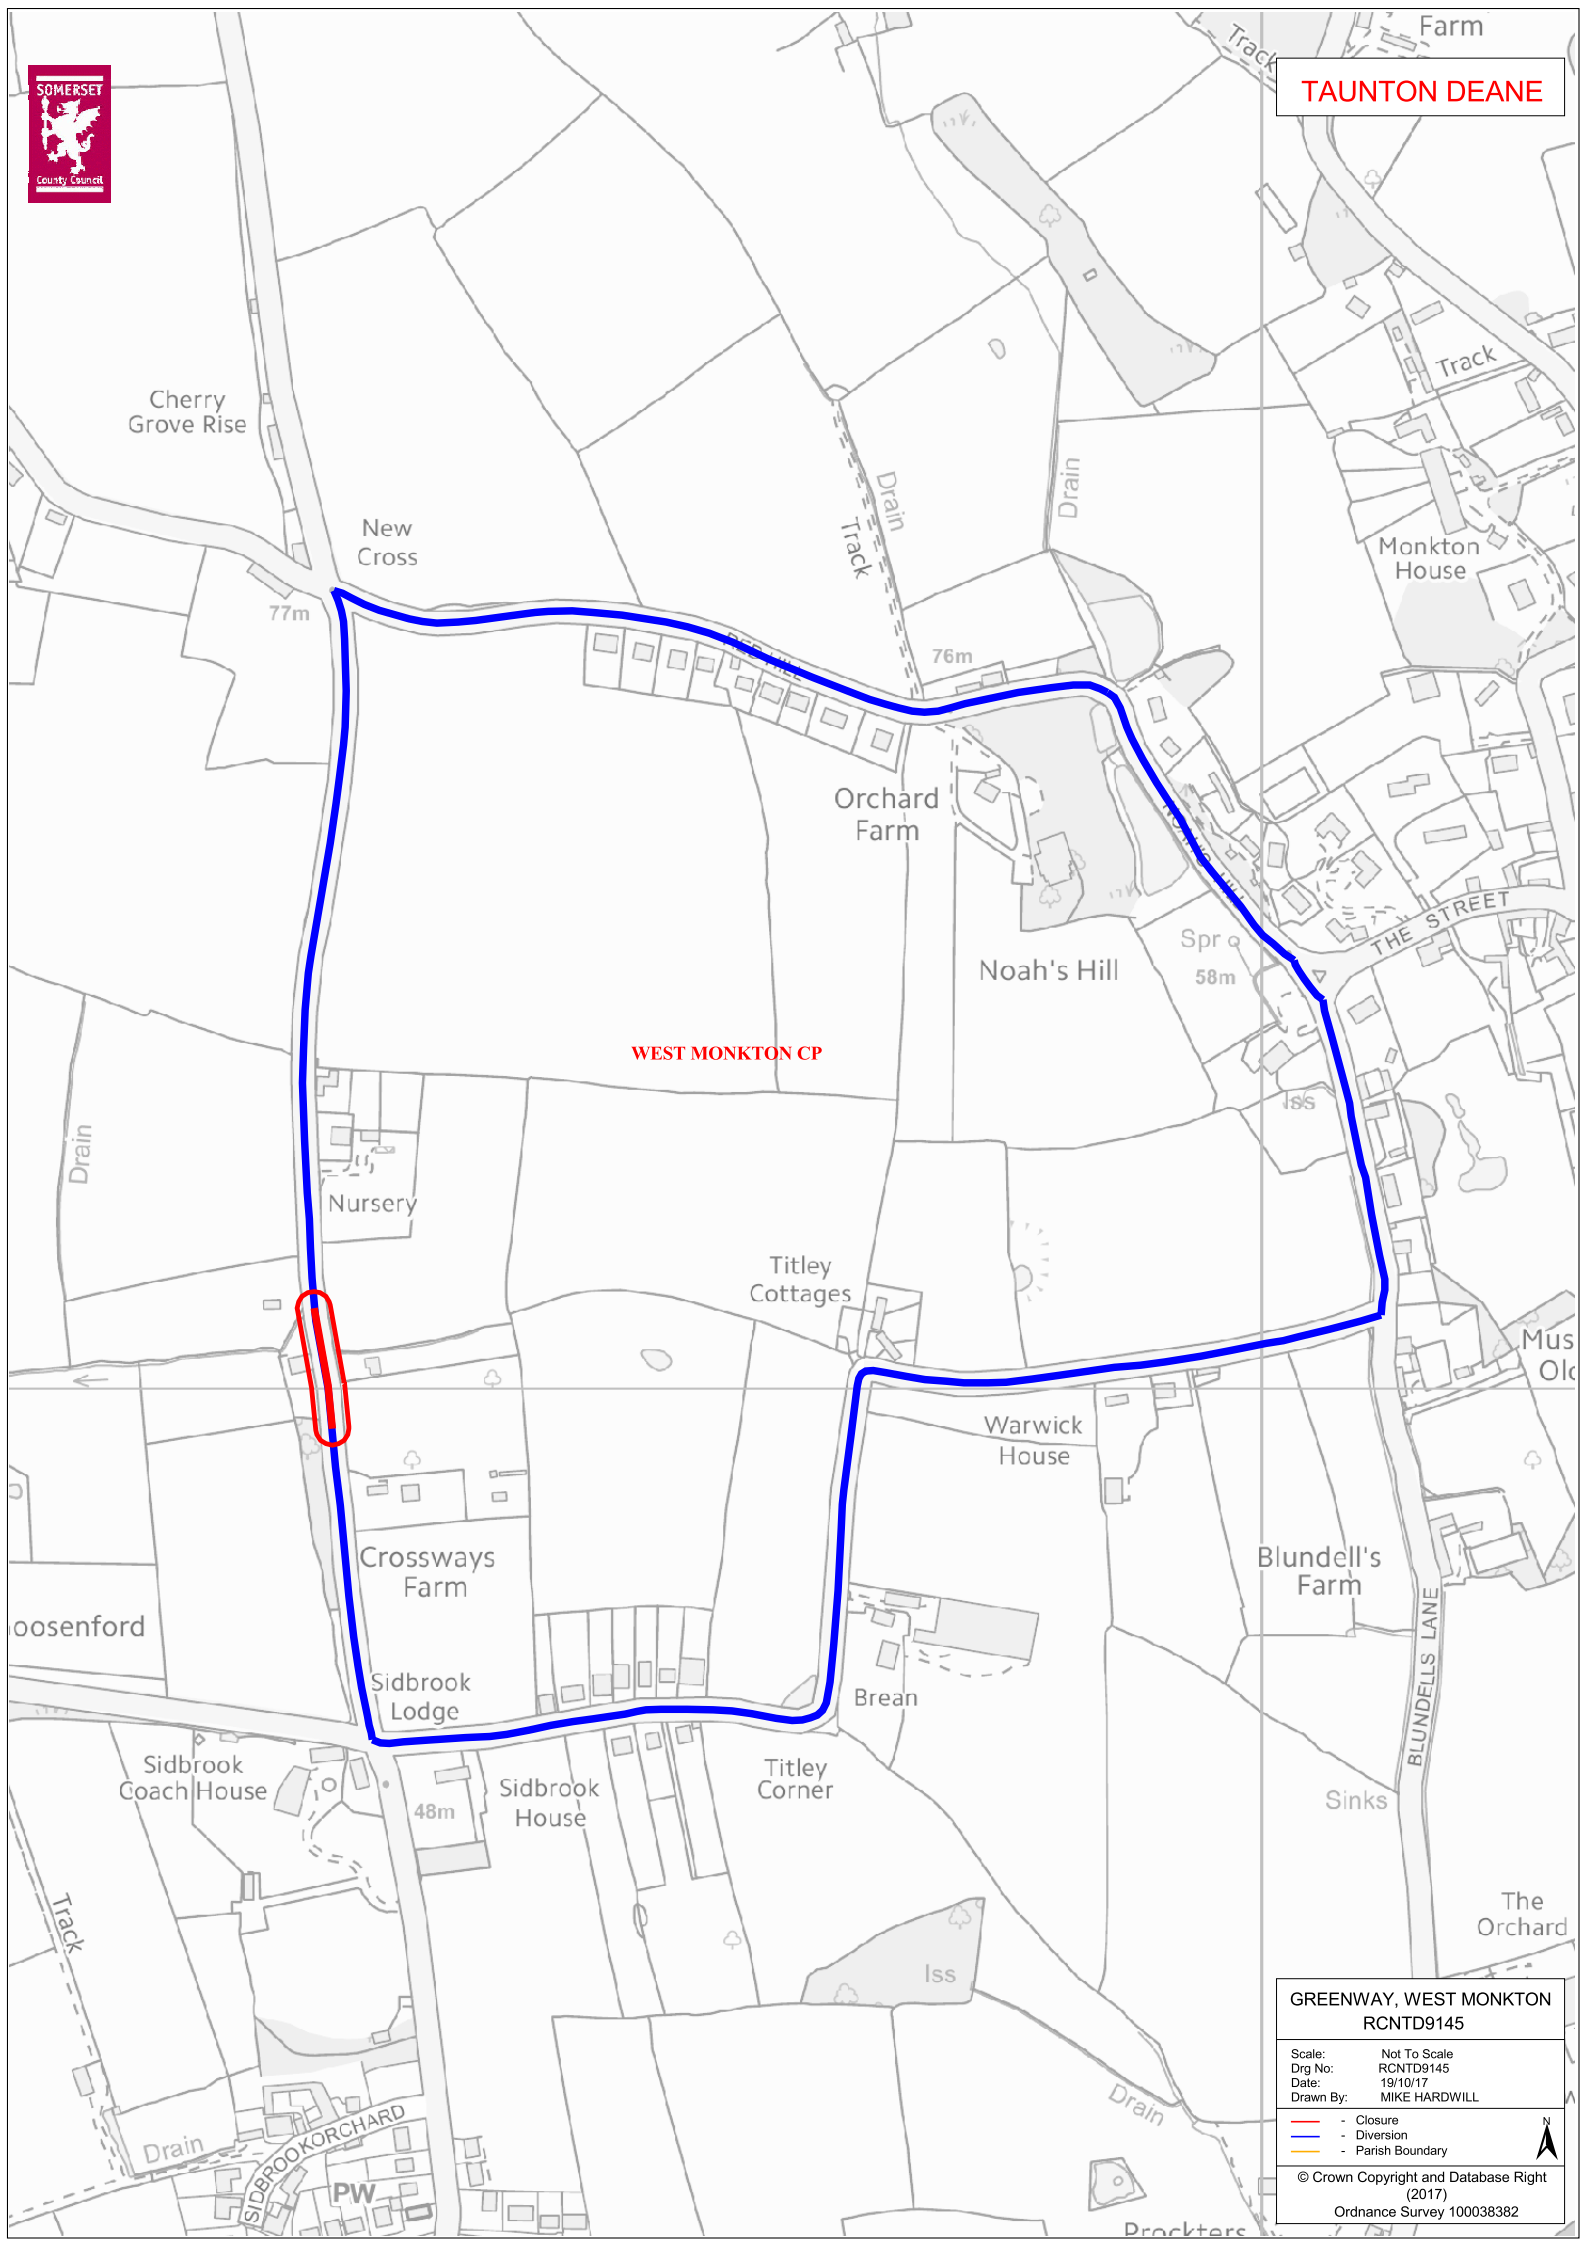 SOMERSET
County Council
Farm
Track
TAUNTON DEANE
Cherry
Grove Rise
Track
New
Cross
Drain
Track
Drain
Monkton
House
77m
RED HILL
76m
Orchard
Farm
THE STREET
Spr
58m
Noah's Hill
WEST MONKTON CP
Iss
Drain
Nursery
Titley
Cottages
Mus
Old
Warwick
House
Crossways
Farm
Blundell's
Farm
oosenford
Sidbrook
Lodge
Brean
BLUNDELLS LANE
Sidbrook
Coach House
Titley
Corner
Sidbrook
House
48m
Sinks
Track
The
Orchard
Iss
Drain
Drain
SIDBROOK ORCHARD
PW
Prockters
GREENWAY, WEST MONKTON
RCNTD9145
Scale: Not To Scale
Drg No: RCNTD9145
Date: 19/10/17
Drawn By: MIKE HARDWILL
- Closure
- Diversion
- Parish Boundary
N
© Crown Copyright and Database Right
(2017)
Ordnance Survey 100038382